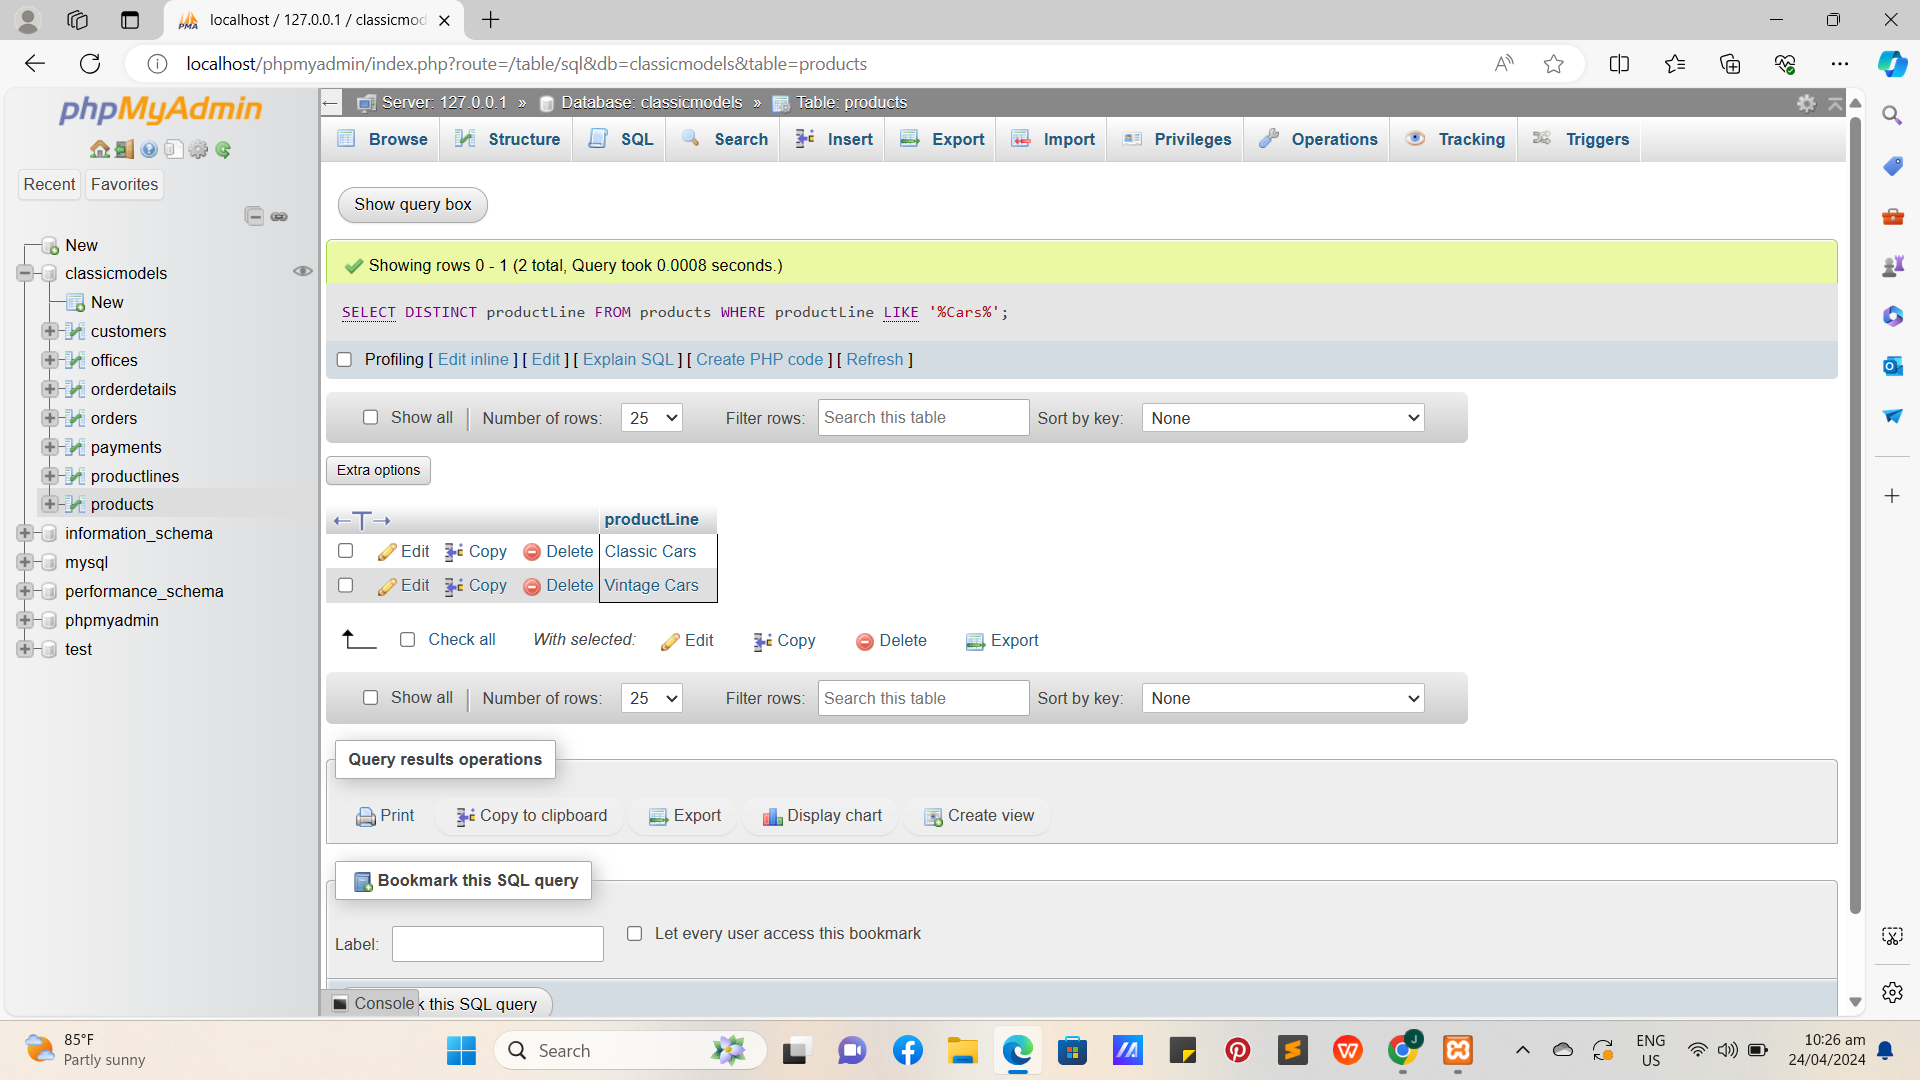 localhost / 127.0.0.1 / classicmod
localhost/phpmyadmin/index.php?route=/table/sql&db=classicmodels&table=products
phpMyAdmin
Recent Favorites
New
classicmodels
New
customers
offices
orderdetails
orders
payments
productlines
products
information_schema
mysql
performance_schema
phpmyadmin
test
Server: 127.0.0.1 » Database: classicmodels » Table: products
Browse Structure SQL Search Insert Export Import Privileges Operations Tracking Triggers
Show query box
Showing rows 0 - 1 (2 total, Query took 0.0008 seconds.)
SELECT DISTINCT productLine FROM products WHERE productLine LIKE '%Cars%';
Profiling [ Edit inline ] [ Edit ] [ Explain SQL ] [ Create PHP code ] [ Refresh ]
Show all Number of rows: 25 Filter rows: Search this table Sort by key: None
Extra options
←T→ productLine
Edit Copy Delete Classic Cars
Edit Copy Delete Vintage Cars
Check all With selected: Edit Copy Delete Export
Show all Number of rows: 25 Filter rows: Search this table Sort by key: None
Query results operations
Print Copy to clipboard Export Display chart Create view
Bookmark this SQL query
Label: Let every user access this bookmark
Console k this SQL query
85°F
Partly sunny
Search
ENG
US
10:26 am
24/04/2024